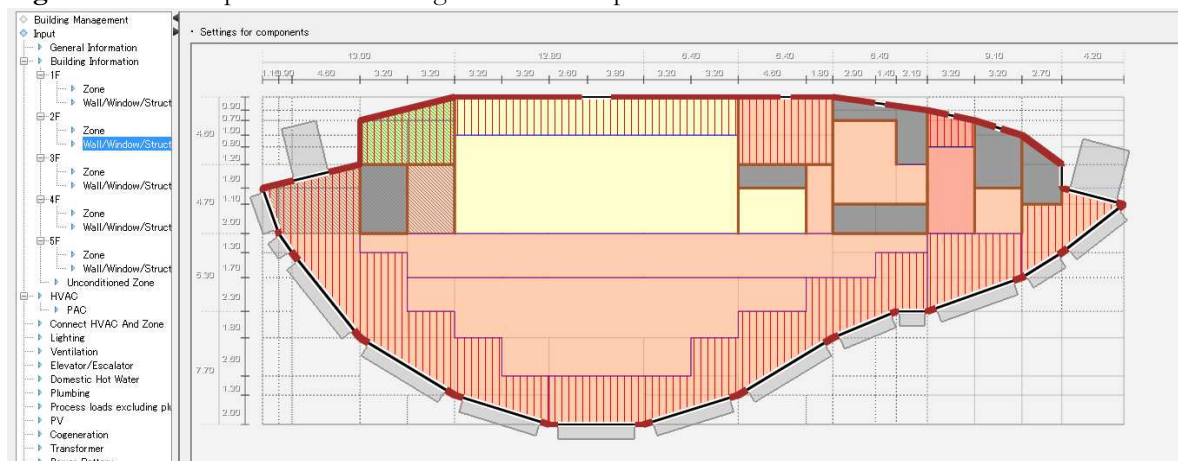 Building Management
Input
General Information
Building Information
1F
Zone
Wall/Window/Struct
2F
Zone
Wall/Window/Struct
3F
Zone
Wall/Window/Struct
4F
Zone
Wall/Window/Struct
5F
Zone
Wall/Window/Struct
Unconditioned Zone
HVAC
PAC
Connect HVAC And Zone
Lighting
Ventilation
Elevator/Escalator
Domestic Hot Water
Plumbing
Process loads excluding plu
PV
Cogeneration
Transformer
· Settings for components
13.00 12.80 6.40 6.40 6.40 9.10 4.20
4.60 3.20 3.20 3.20 3.20 2.60 3.80 3.20 3.20 4.60 1.80 2.90 1.40 2.10 3.20 3.20 2.70
0.90
0.70
1.00
4.60
0.80
1.20
1.60
4.70
1.10
2.00
1.30
1.70
2.30
1.80
7.70
2.60
1.30
2.00